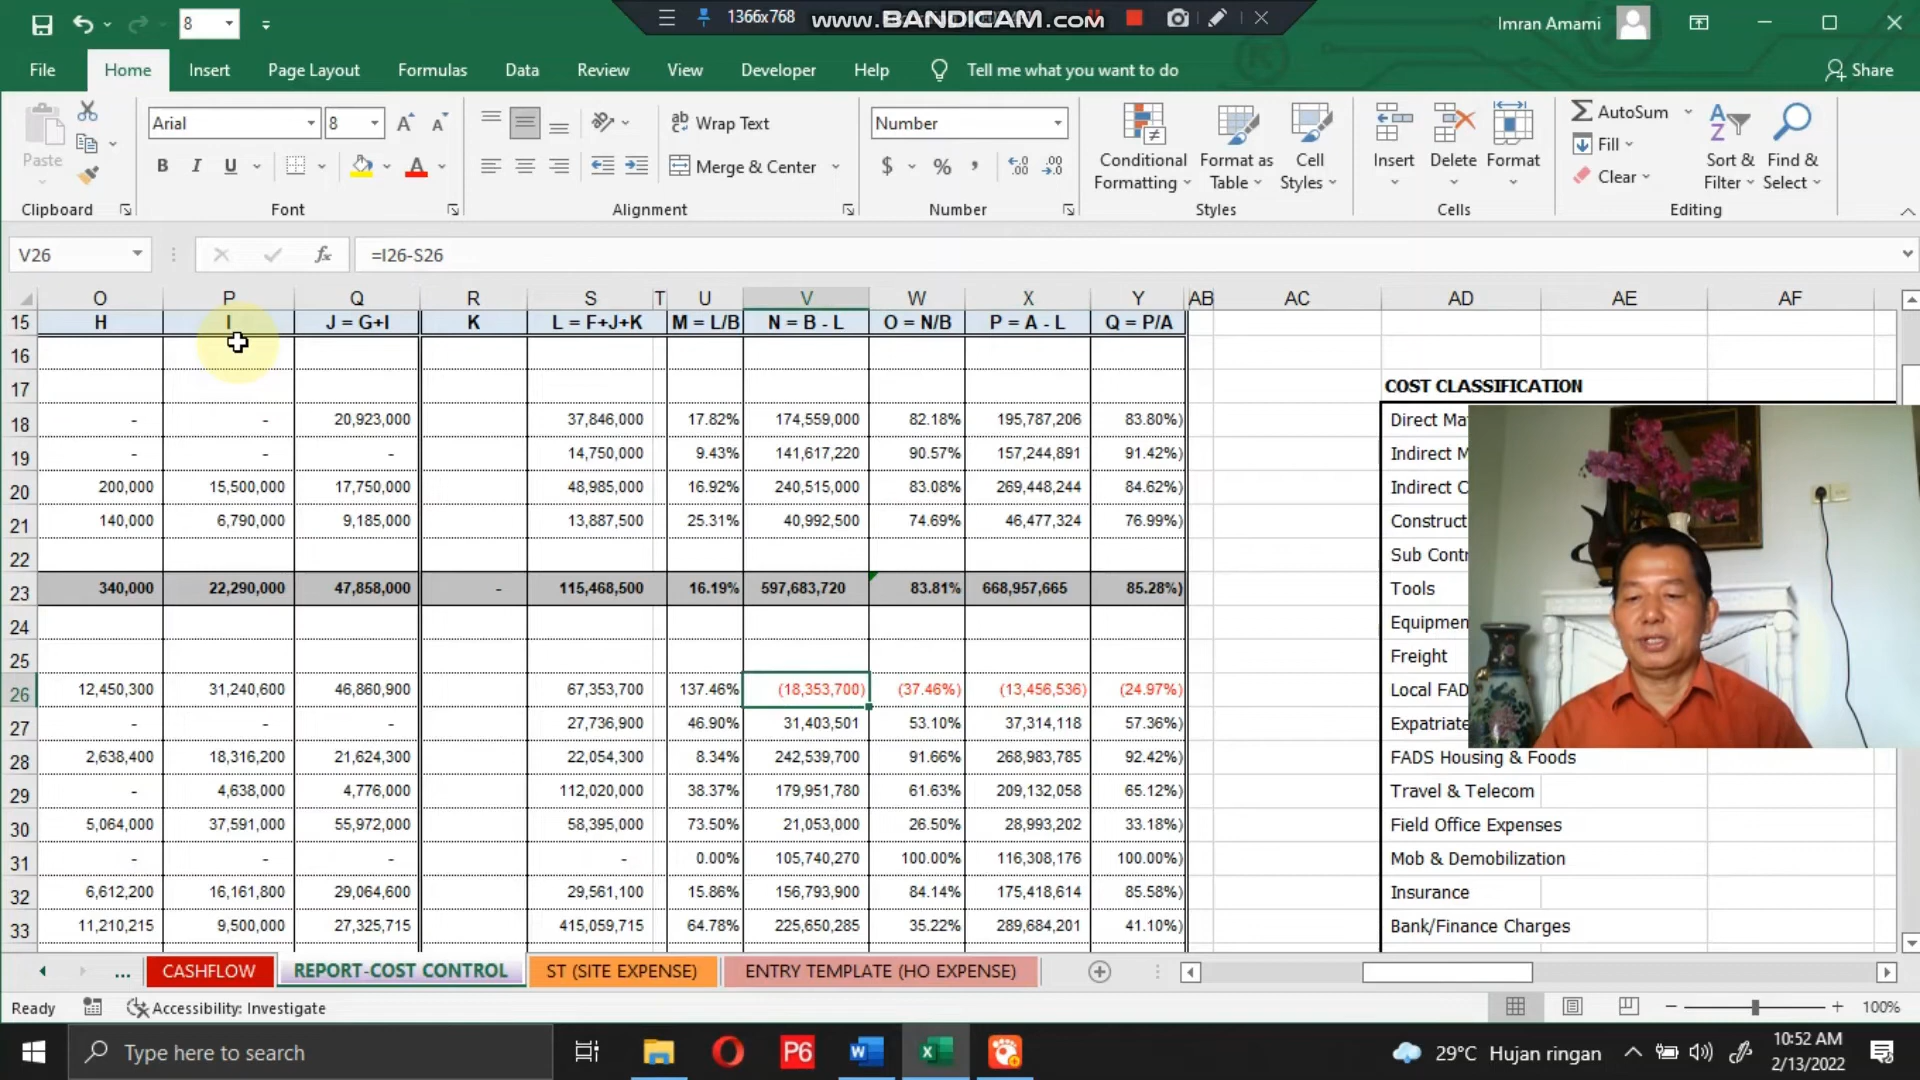 8
1366x768
www.BANDICAM.com
Imran Amami
File Home Insert Page Layout Formulas Data Review View Developer Help Tell me what you want to do Share
Paste
Clipboard
Arial 8
B I U A
Font
Wrap Text
Merge & Center
Alignment
Number
$ % ,
Number
Conditional Formatting
Format as Table
Cell Styles
Styles
Insert Delete Format
Cells
AutoSum
Fill
Clear
Sort & Filter
Find & Select
Editing
V26 fx =I26-S26
O P Q R S T U V W X Y AB AC AD AE AF
15 H I J = G+I K L = F+J+K M = L/B N = B - L O = N/B P = A - L Q = P/A
16
17 COST CLASSIFICATION
18 - - 20,923,000 37,846,000 17.82% 174,559,000 82.18% 195,787,206 83.80%) Direct Ma
19 - - - 14,750,000 9.43% 141,617,220 90.57% 157,244,891 91.42%) Indirect M
20 200,000 15,500,000 17,750,000 48,985,000 16.92% 240,515,000 83.08% 269,448,244 84.62%) Indirect C
21 140,000 6,790,000 9,185,000 13,887,500 25.31% 40,992,500 74.69% 46,477,324 76.99%) Construct
22 Sub Contr
23 340,000 22,290,000 47,858,000 - 115,468,500 16.19% 597,683,720 83.81% 668,957,665 85.28%) Tools
24 Equipmen
25 Freight
26 12,450,300 31,240,600 46,860,900 67,353,700 137.46% (18,353,700) (37.46%) (13,456,536) (24.97%) Local FAD
27 - - - 27,736,900 46.90% 31,403,501 53.10% 37,314,118 57.36%) Expatriate
28 2,638,400 18,316,200 21,624,300 22,054,300 8.34% 242,539,700 91.66% 268,983,785 92.42%) FADS Housing & Foods
29 - 4,638,000 4,776,000 112,020,000 38.37% 179,951,780 61.63% 209,132,058 65.12%) Travel & Telecom
30 5,064,000 37,591,000 55,972,000 58,395,000 73.50% 21,053,000 26.50% 28,993,202 33.18%) Field Office Expenses
31 - - - - 0.00% 105,740,270 100.00% 116,308,176 100.00%) Mob & Demobilization
32 6,612,200 16,161,800 29,064,600 29,561,100 15.86% 156,793,900 84.14% 175,418,614 85.58%) Insurance
33 11,210,215 9,500,000 27,325,715 415,059,715 64.78% 225,650,285 35.22% 289,684,201 41.10%) Bank/Finance Charges
... CASHFLOW REPORT-COST CONTROL ST (SITE EXPENSE) ENTRY TEMPLATE (HO EXPENSE)
Ready Accessibility: Investigate 100%
Type here to search P6 29°C Hujan ringan 10:52 AM
2/13/2022